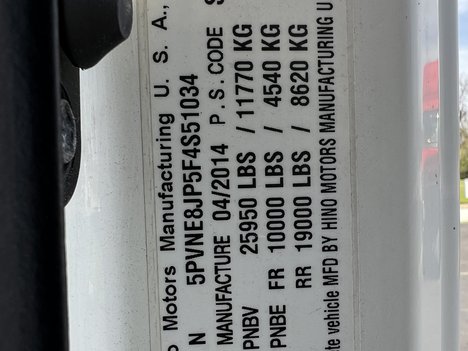 o Motors Manufacturing U.S.A.,
N 5PVNE8JP5F4S51034
MANUFACTURE 04/2014 P.S.CODE S
PNBV 25950 LBS / 11770 KG
PNBE FR 10000 LBS / 4540 KG
RR 19000 LBS / 8620 KG
te vehicle MFD BY HINO MOTORS MANUFACTURING U